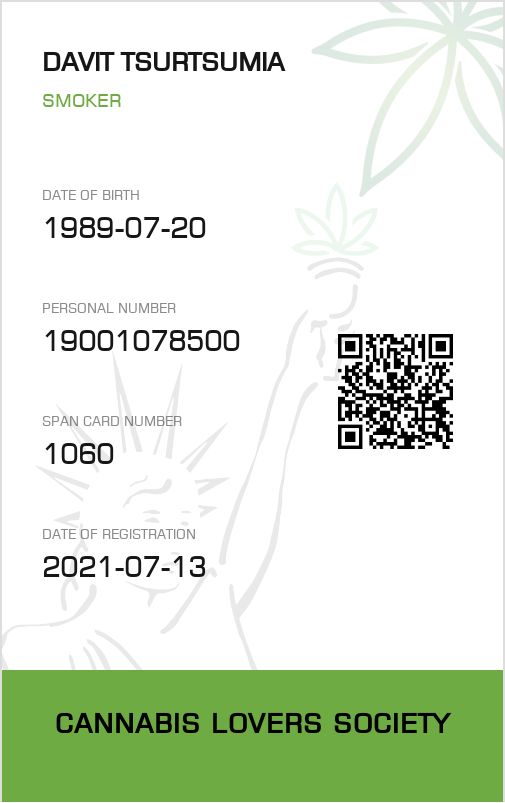 DAVIT TSURTSUMIA
SMOKER
DATE OF BIRTH
1989-07-20
PERSONAL NUMBER
19001078500
SPAN CARD NUMBER
1060
DATE OF REGISTRATION
2021-07-13
CANNABIS LOVERS SOCIETY